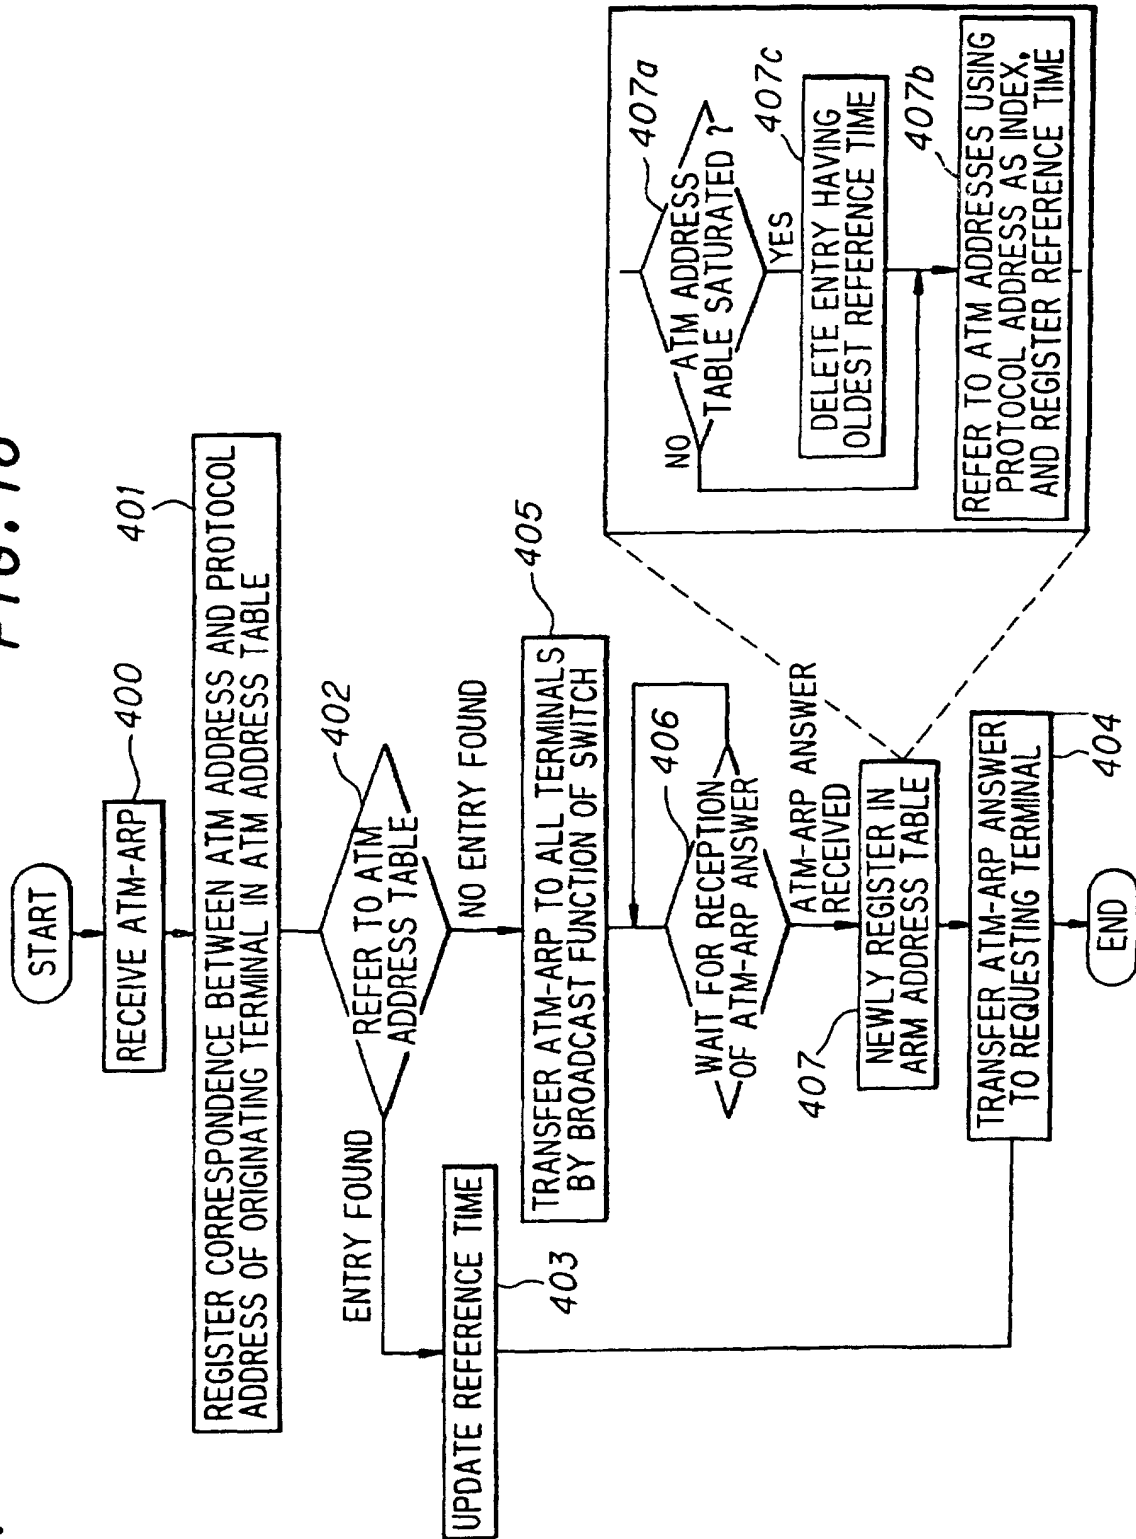 START
RECEIVE ATM-ARP
400
REGISTER CORRESPONDENCE BETWEEN ATM ADDRESS AND PROTOCOL
ADDRESS OF ORIGINATING TERMINAL IN ATM ADDRESS TABLE
401
REFER TO ATM
ADDRESS TABLE
402
ENTRY FOUND
NO ENTRY FOUND
UPDATE REFERENCE TIME
403
TRANSFER ATM-ARP TO ALL TERMINALS
BY BROADCAST FUNCTION OF SWITCH
405
WAIT FOR RECEPTION
OF ATM-ARP ANSWER
406
ATM-ARP ANSWER
RECEIVED
407
NEWLY REGISTER IN
ARM ADDRESS TABLE
TRANSFER ATM-ARP ANSWER
TO REQUESTING TERMINAL
404
END
407a
ATM ADDRESS
TABLE SATURATED ?
NO
YES
407c
DELETE ENTRY HAVING
OLDEST REFERENCE TIME
407b
REFER TO ATM ADDRESSES USING
PROTOCOL ADDRESS AS INDEX,
AND REGISTER REFERENCE TIME